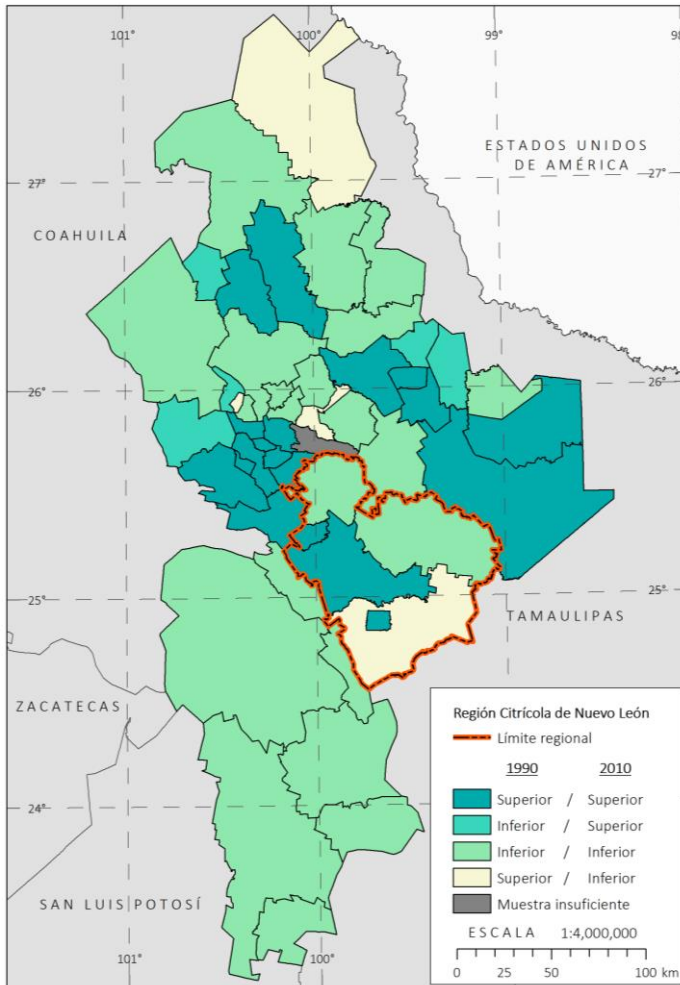 101° 100° 99° 98
ESTADOS UNIDOS
DE AMÉRICA
27° 27°
COAHUILA
26° 26°
25° 25°
TAMAULIPAS
ZACATECAS
24°
SAN LUIS POTOSÍ
101° 100°
Región Citrícola de Nuevo León
Límite regional
1990 2010
Superior / Superior
Inferior / Superior
Inferior / Inferior
Superior / Inferior
Muestra insuficiente
ESCALA 1:4,000,000
0 25 50 100 km